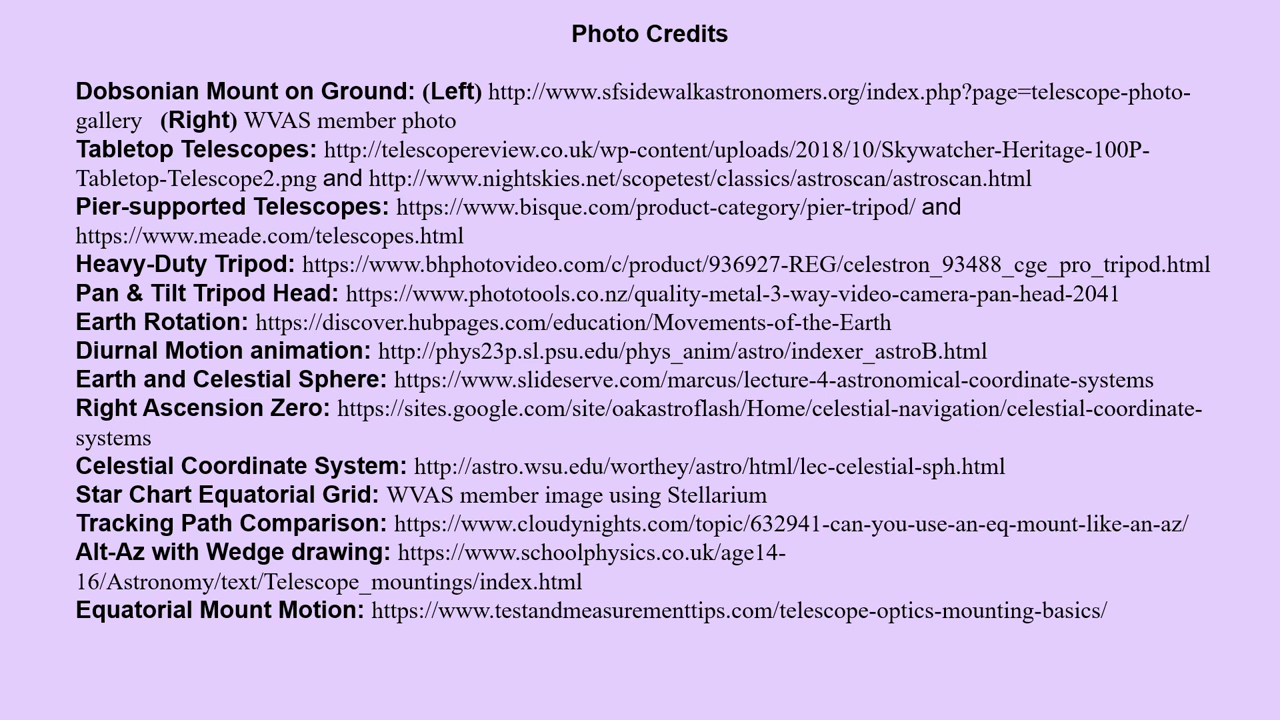 Photo Credits
Dobsonian Mount on Ground: (Left) http://www.sfsidewalkastronomers.org/index.php?page=telescope-photo-
gallery (Right) WVAS member photo
Tabletop Telescopes: http://telescopereview.co.uk/wp-content/uploads/2018/10/Skywatcher-Heritage-100P-
Tabletop-Telescope2.png and http://www.nightskies.net/scopetest/classics/astroscan/astroscan.html
Pier-supported Telescopes: https://www.bisque.com/product-category/pier-tripod/ and
https://www.meade.com/telescopes.html
Heavy-Duty Tripod: https://www.bhphotovideo.com/c/product/936927-REG/celestron_93488_cge_pro_tripod.html
Pan & Tilt Tripod Head: https://www.phototools.co.nz/quality-metal-3-way-video-camera-pan-head-2041
Earth Rotation: https://discover.hubpages.com/education/Movements-of-the-Earth
Diurnal Motion animation: http://phys23p.sl.psu.edu/phys_anim/astro/indexer_astroB.html
Earth and Celestial Sphere: https://www.slideserve.com/marcus/lecture-4-astronomical-coordinate-systems
Right Ascension Zero: https://sites.google.com/site/oakastroflash/Home/celestial-navigation/celestial-coordinate-
systems
Celestial Coordinate System: http://astro.wsu.edu/worthey/astro/html/lec-celestial-sph.html
Star Chart Equatorial Grid: WVAS member image using Stellarium
Tracking Path Comparison: https://www.cloudynights.com/topic/632941-can-you-use-an-eq-mount-like-an-az/
Alt-Az with Wedge drawing: https://www.schoolphysics.co.uk/age14-
16/Astronomy/text/Telescope_mountings/index.html
Equatorial Mount Motion: https://www.testandmeasurementtips.com/telescope-optics-mounting-basics/